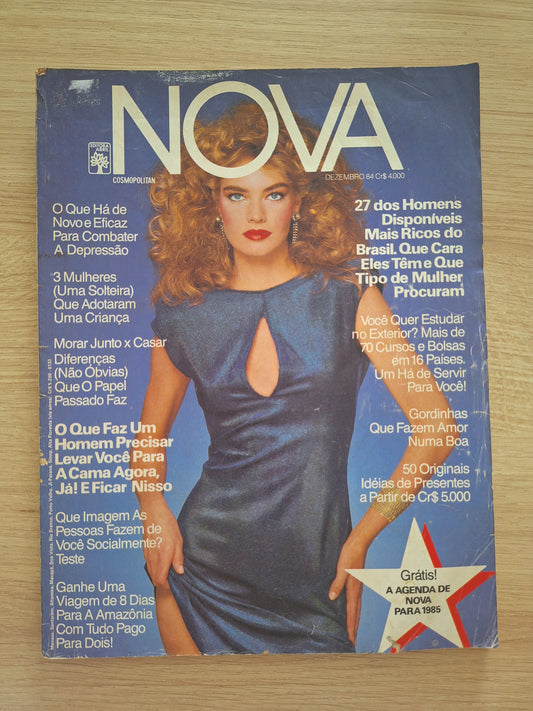 NOVA
EDITORA ABRIL
COSMOPOLITAN
DEZEMBRO 84 Cr$ 4.000
O Que Há de
Novo e Eficaz
Para Combater
A Depressão
3 Mulheres
(Uma Solteira)
Que Adotaram
Uma Criança
Morar Junto x Casar
Diferenças
(Não Óbvias)
Que O Papel
Passado Faz
O Que Faz Um
Homem Precisar
Levar Você Para
A Cama Agora,
Já! E Ficar Nisso
Que Imagem As
Pessoas Fazem de
Você Socialmente?
Teste
Ganhe Uma
Viagem de 8 Dias
Para A Amazônia
Com Tudo Pago
Para Dois!
27 dos Homens
Disponíveis
Mais Ricos do
Brasil. Que Cara
Eles Têm e Que
Tipo de Mulher
Procuram
Você Quer Estudar
no Exterior? Mais de
70 Cursos e Bolsas
em 16 Países.
Um Há de Servir
Para Você!
Gordinhas
Que Fazem Amor
Numa Boa
50 Originais
Idéias de Presentes
a Partir de Cr$ 5.000
Grátis!
A AGENDA DE
NOVA
PARA 1985